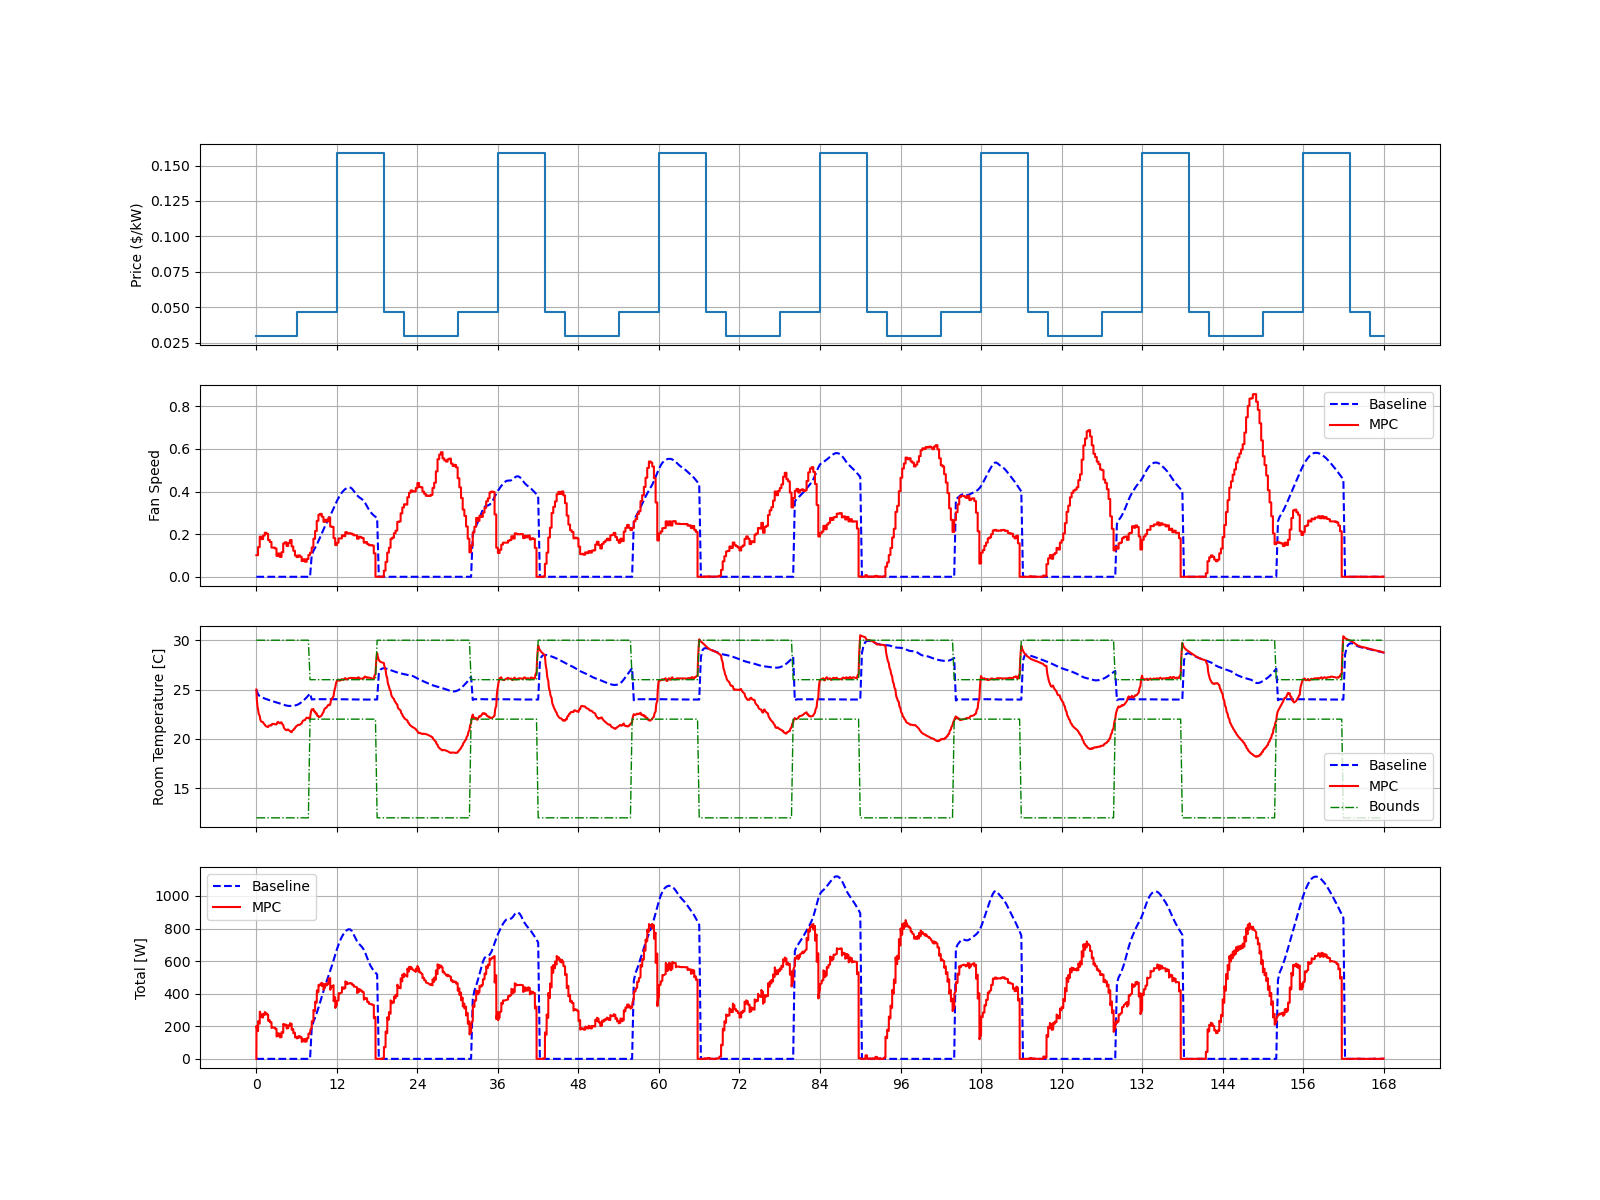 Price ($/kW)
0.150
0.125
0.100
0.075
0.050
0.025
Fan Speed
0.8
0.6
0.4
0.2
0.0
Baseline
MPC
Room Temperature [C]
30
25
20
15
Baseline
MPC
Bounds
Total [W]
1000
800
600
400
200
0
Baseline
MPC
0 12 24 36 48 60 72 84 96 108 120 132 144 156 168